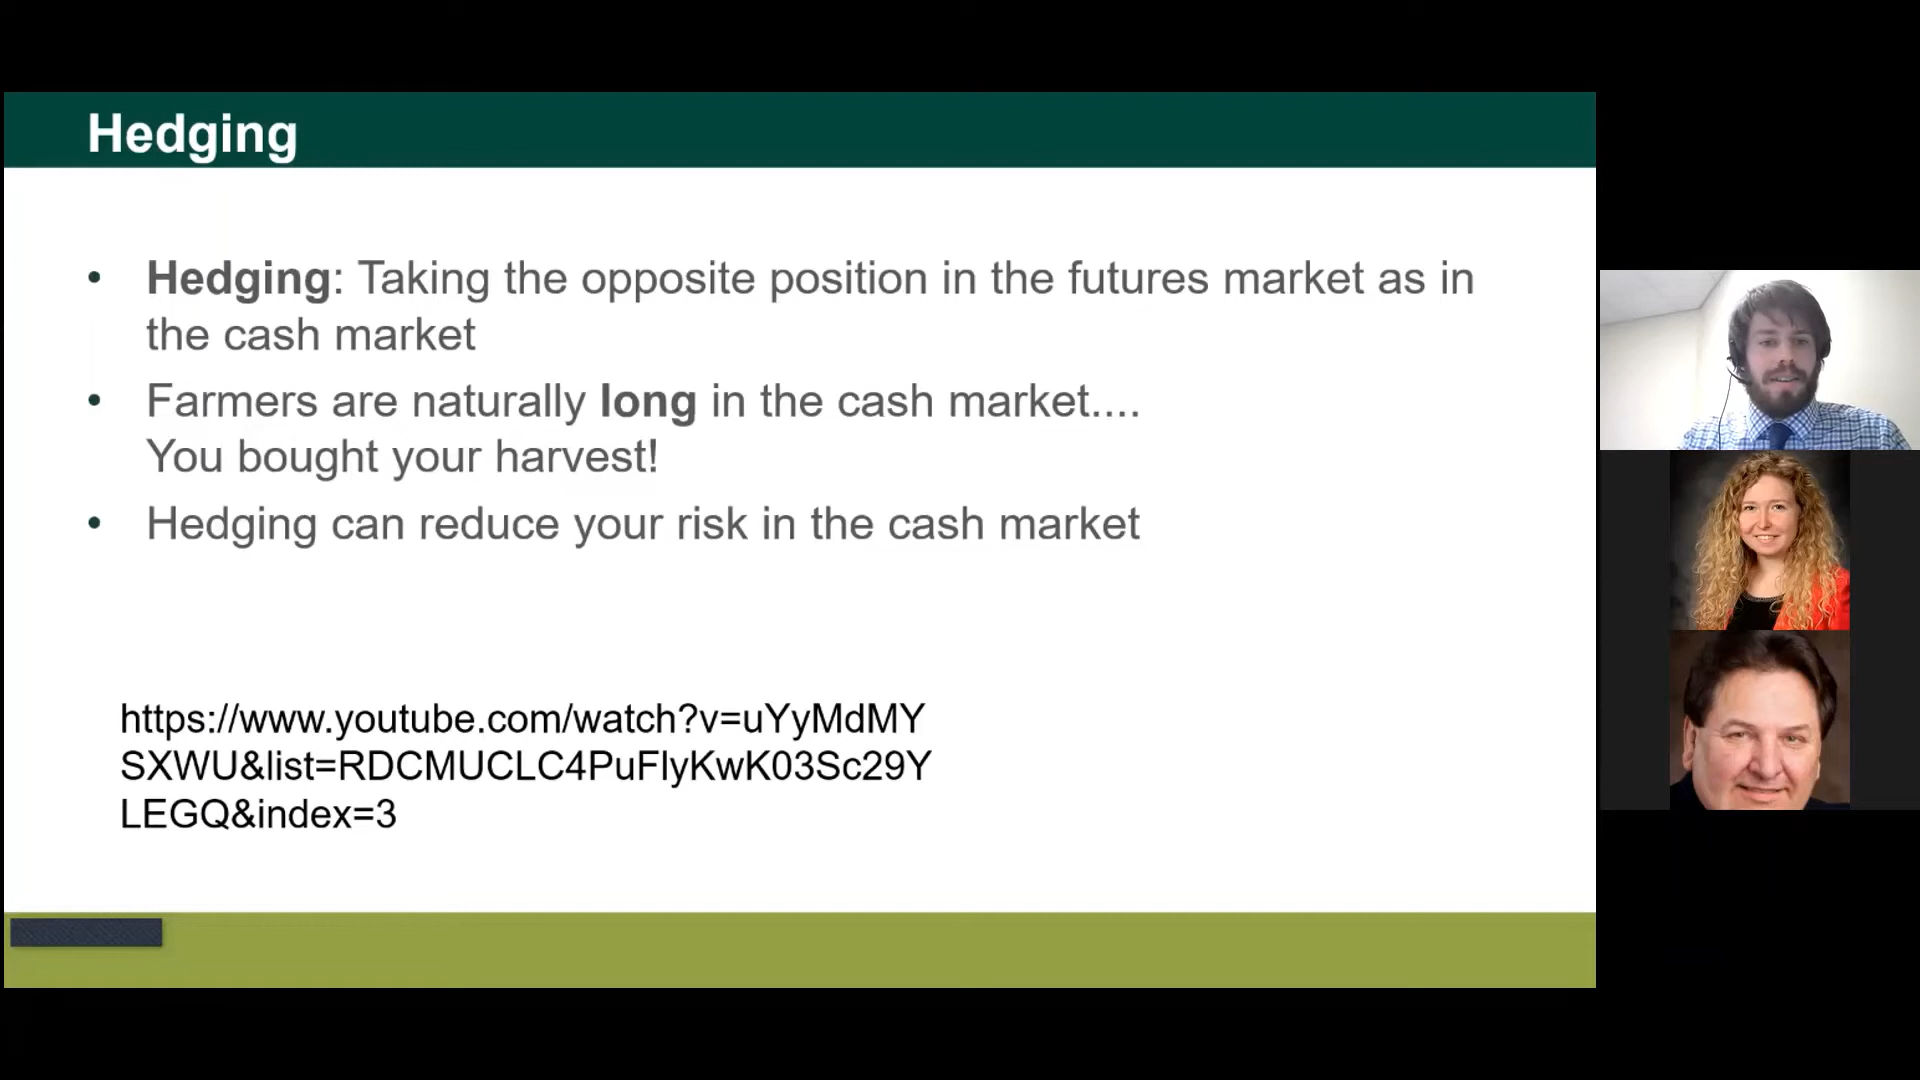 Hedging
• Hedging: Taking the opposite position in the futures market as in
the cash market
• Farmers are naturally long in the cash market....
You bought your harvest!
• Hedging can reduce your risk in the cash market
https://www.youtube.com/watch?v=uYyMdMY
SXWU&list=RDCMUCLC4PuFlyKwK03Sc29Y
LEGQ&index=3